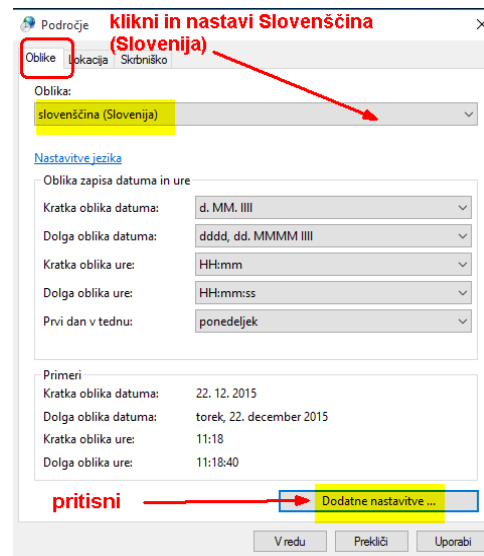 Področje
klikni in nastavi Slovenščina
(Slovenija)
Oblike Lokacija Skrbniško
Oblika:
slovenščina (Slovenija)
Nastavitve jezika
Oblika zapisa datuma in ure
Kratka oblika datuma: d. MM. llll
Dolga oblika datuma: dddd, dd. MMMM llll
Kratka oblika ure: HH:mm
Dolga oblika ure: HH:mm:ss
Prvi dan v tednu: ponedeljek
Primeri
Kratka oblika datuma: 22. 12. 2015
Dolga oblika datuma: torek, 22. december 2015
Kratka oblika ure: 11:18
Dolga oblika ure: 11:18:40
pritisni Dodatne nastavitve ...
V redu Prekliči Uporabi